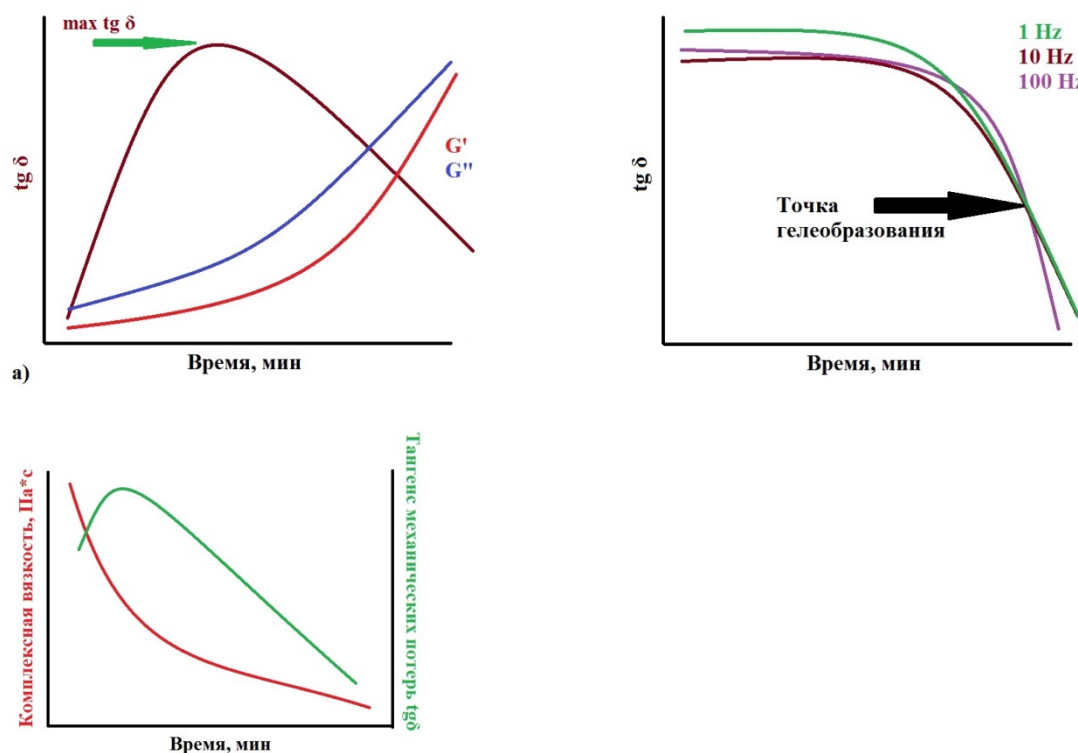 max tg δ
tg δ
G'
G"
Время, мин
а)
1 Hz
10 Hz
100 Hz
tg δ
Точка
гелеобразования
Время, мин
Комплексная вязкость, Па*с
Тангенс механических потерь tgδ
Время, мин